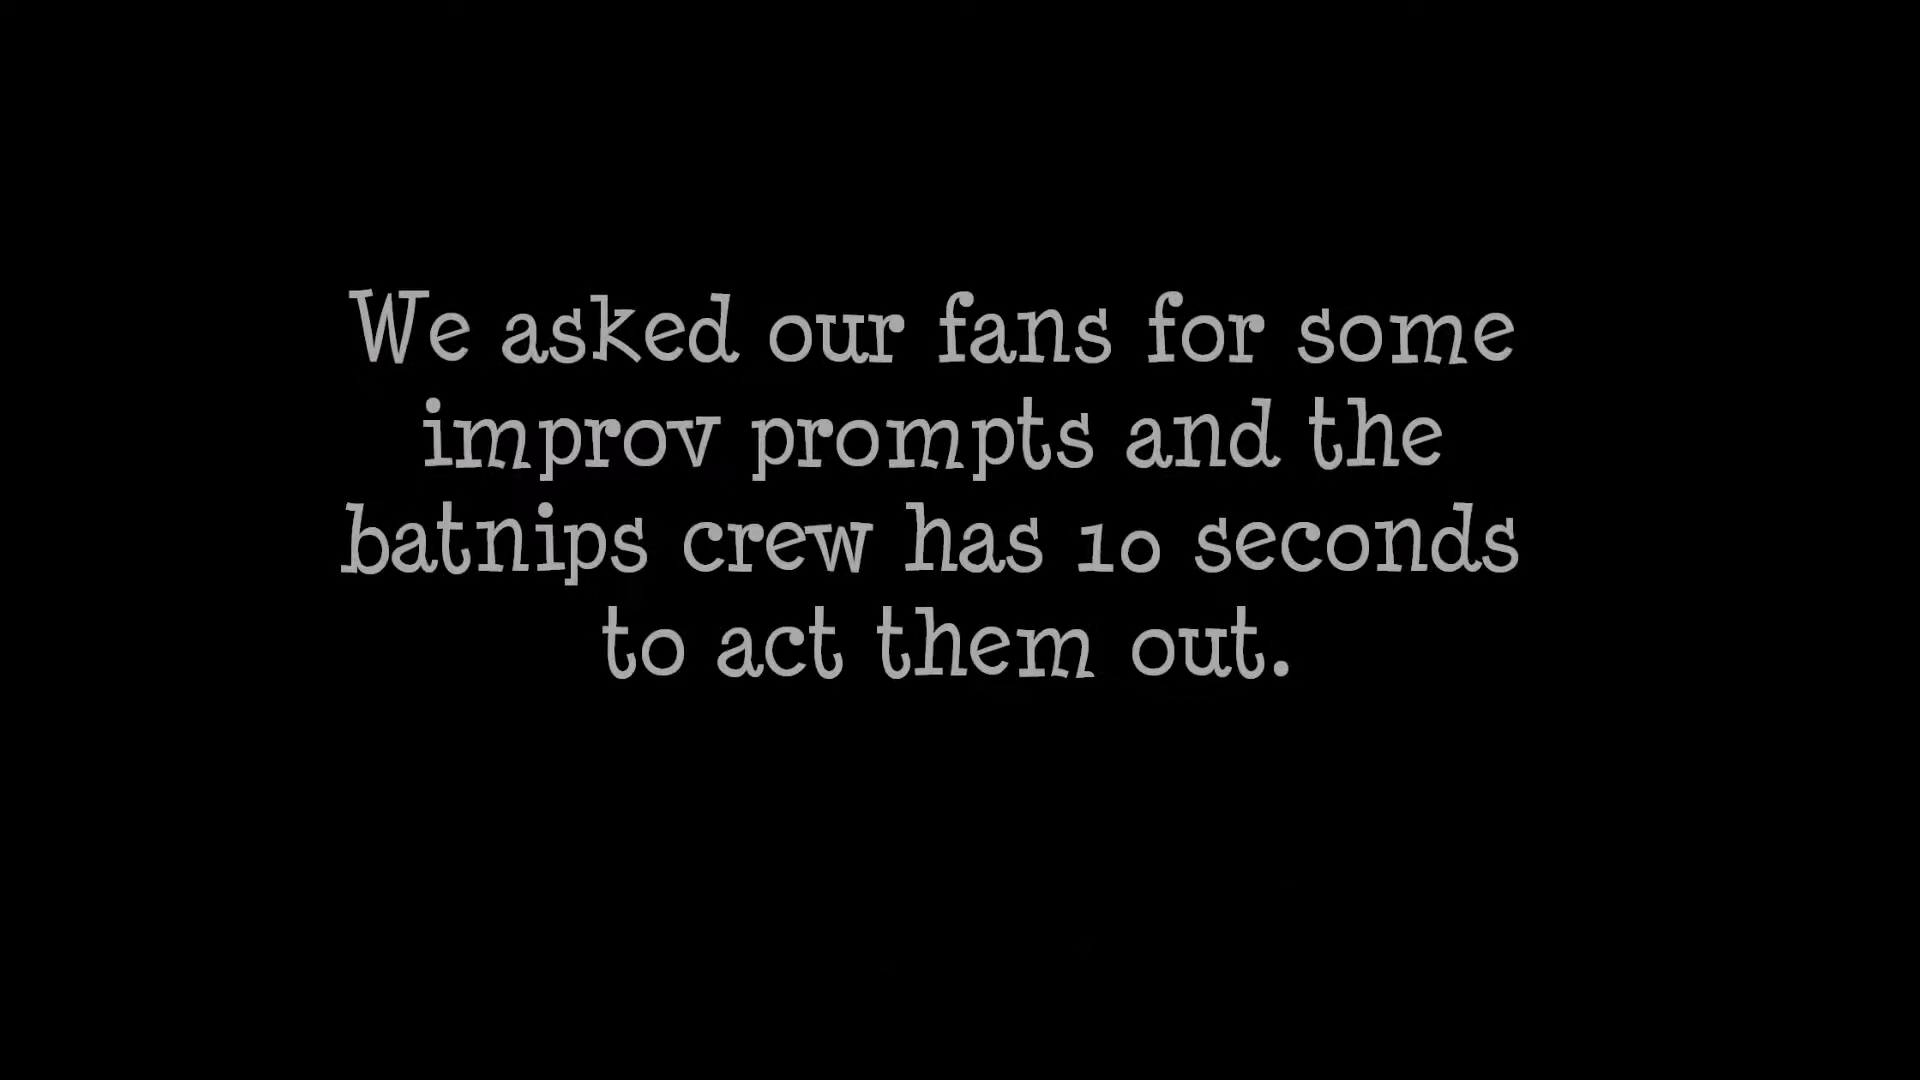 We asked our fans for some
improv prompts and the
batnips crew has 10 seconds
to act them out.